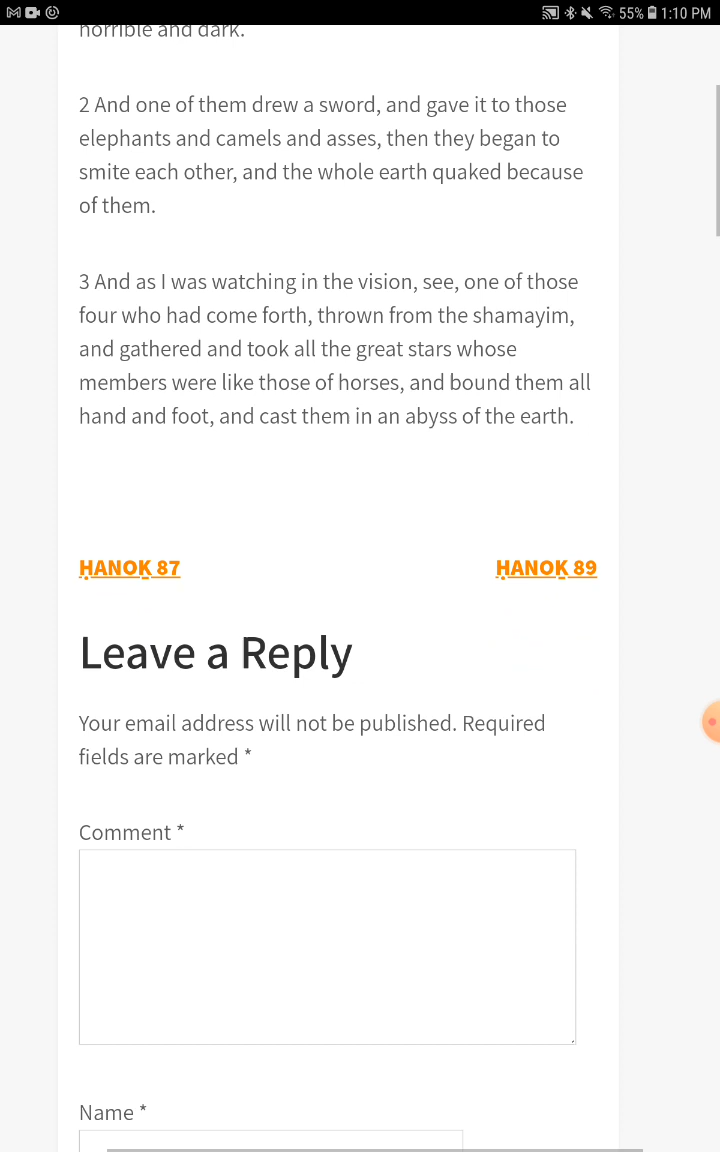 55% 1:10 PM
horrible and dark.
2 And one of them drew a sword, and gave it to those
elephants and camels and asses, then they began to
smite each other, and the whole earth quaked because
of them.
3 And as I was watching in the vision, see, one of those
four who had come forth, thrown from the shamayim,
and gathered and took all the great stars whose
members were like those of horses, and bound them all
hand and foot, and cast them in an abyss of the earth.
ḤANOḴ 87 ḤANOḴ 89
Leave a Reply
Your email address will not be published. Required
fields are marked *
Comment *
Name *